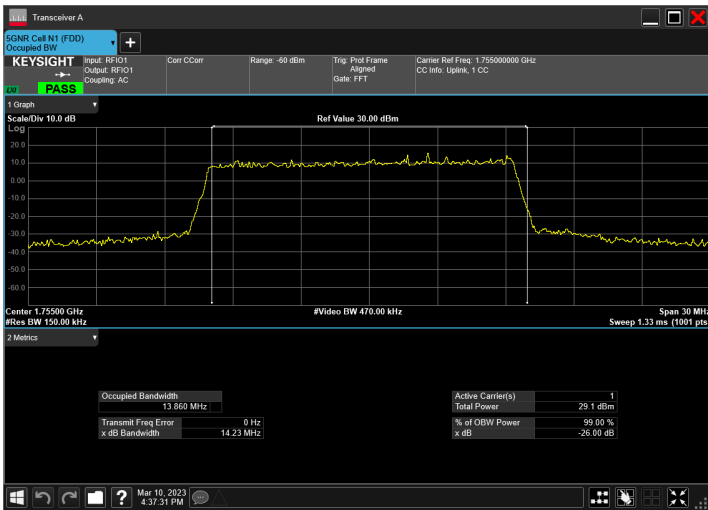 Transceiver A
5GNR Cell N1 (FDD)
Occupied BW
KEYSIGHT
PASS
Input: RFIO1
Output: RFIO1
Coupling: AC
Corr CCorr
Range: -60 dBm
Trig: Prot Frame
Aligned
Gate: FFT
Carrier Ref Freq: 1.755000000 GHz
CC Info: Uplink, 1 CC
1 Graph
Scale/Div 10.0 dB
Ref Value 30.00 dBm
Log
20.0
10.0
0.00
-10.0
-20.0
-30.0
-40.0
-50.0
-60.0
Center 1.75500 GHz
#Video BW 470.00 kHz
Span 30 MHz
#Res BW 150.00 kHz
Sweep 1.33 ms (1001 pts
2 Metrics
Occupied Bandwidth
13.860 MHz
Transmit Freq Error 0 Hz
x dB Bandwidth 14.23 MHz
Active Carrier(s) 1
Total Power 29.1 dBm
% of OBW Power 99.00 %
x dB -26.00 dB
?
Mar 10, 2023
4:37:31 PM